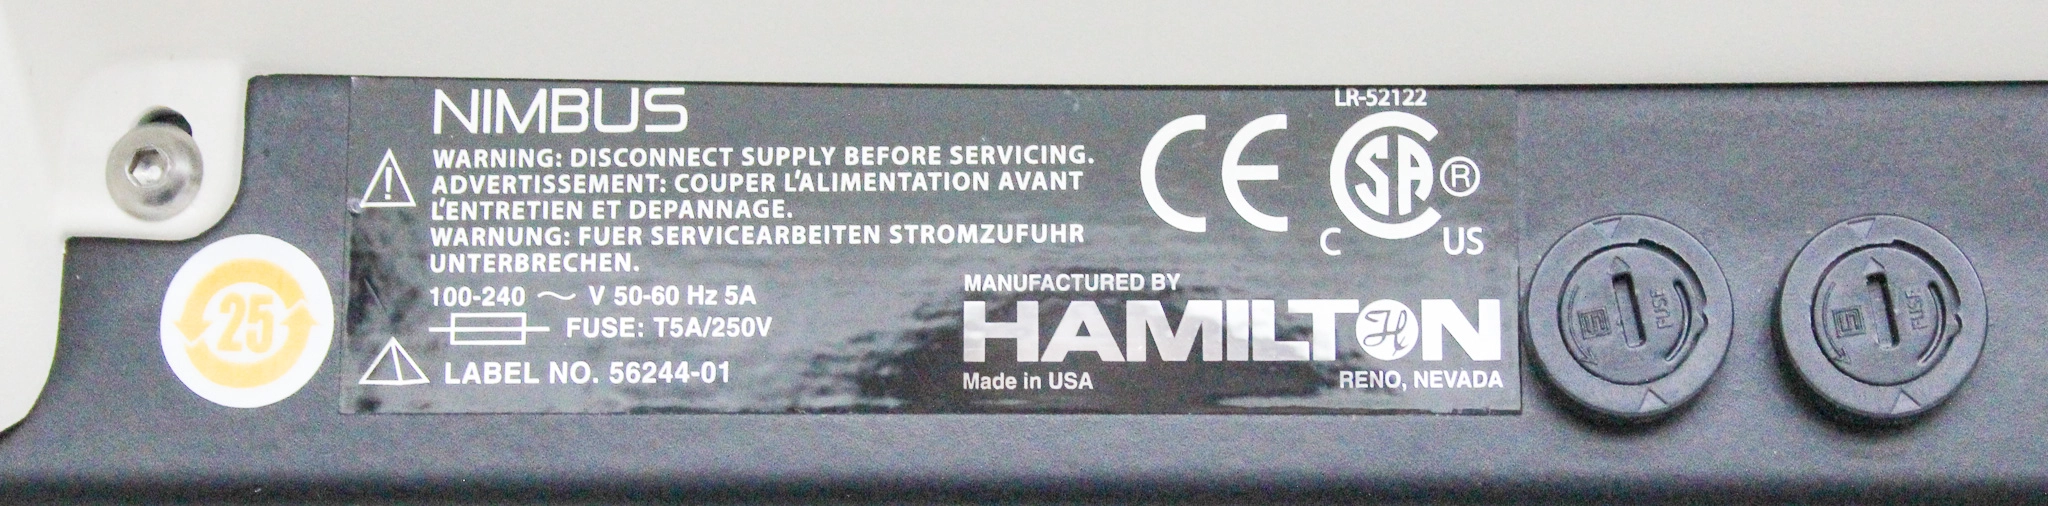 NIMBUS
WARNING: DISCONNECT SUPPLY BEFORE SERVICING.
ADVERTISSEMENT: COUPER L'ALIMENTATION AVANT
L'ENTRETIEN ET DEPANNAGE.
WARNUNG: FUER SERVICEARBEITEN STROMZUFUHR
UNTERBRECHEN.
100-240 ~ V 50-60 Hz 5A
FUSE: T5A/250V
LABEL NO. 56244-01
LR-52122
CE
CSA ®
C US
MANUFACTURED BY
HAMILTON
Made in USA
RENO, NEVADA
25
FUSE
FUSE